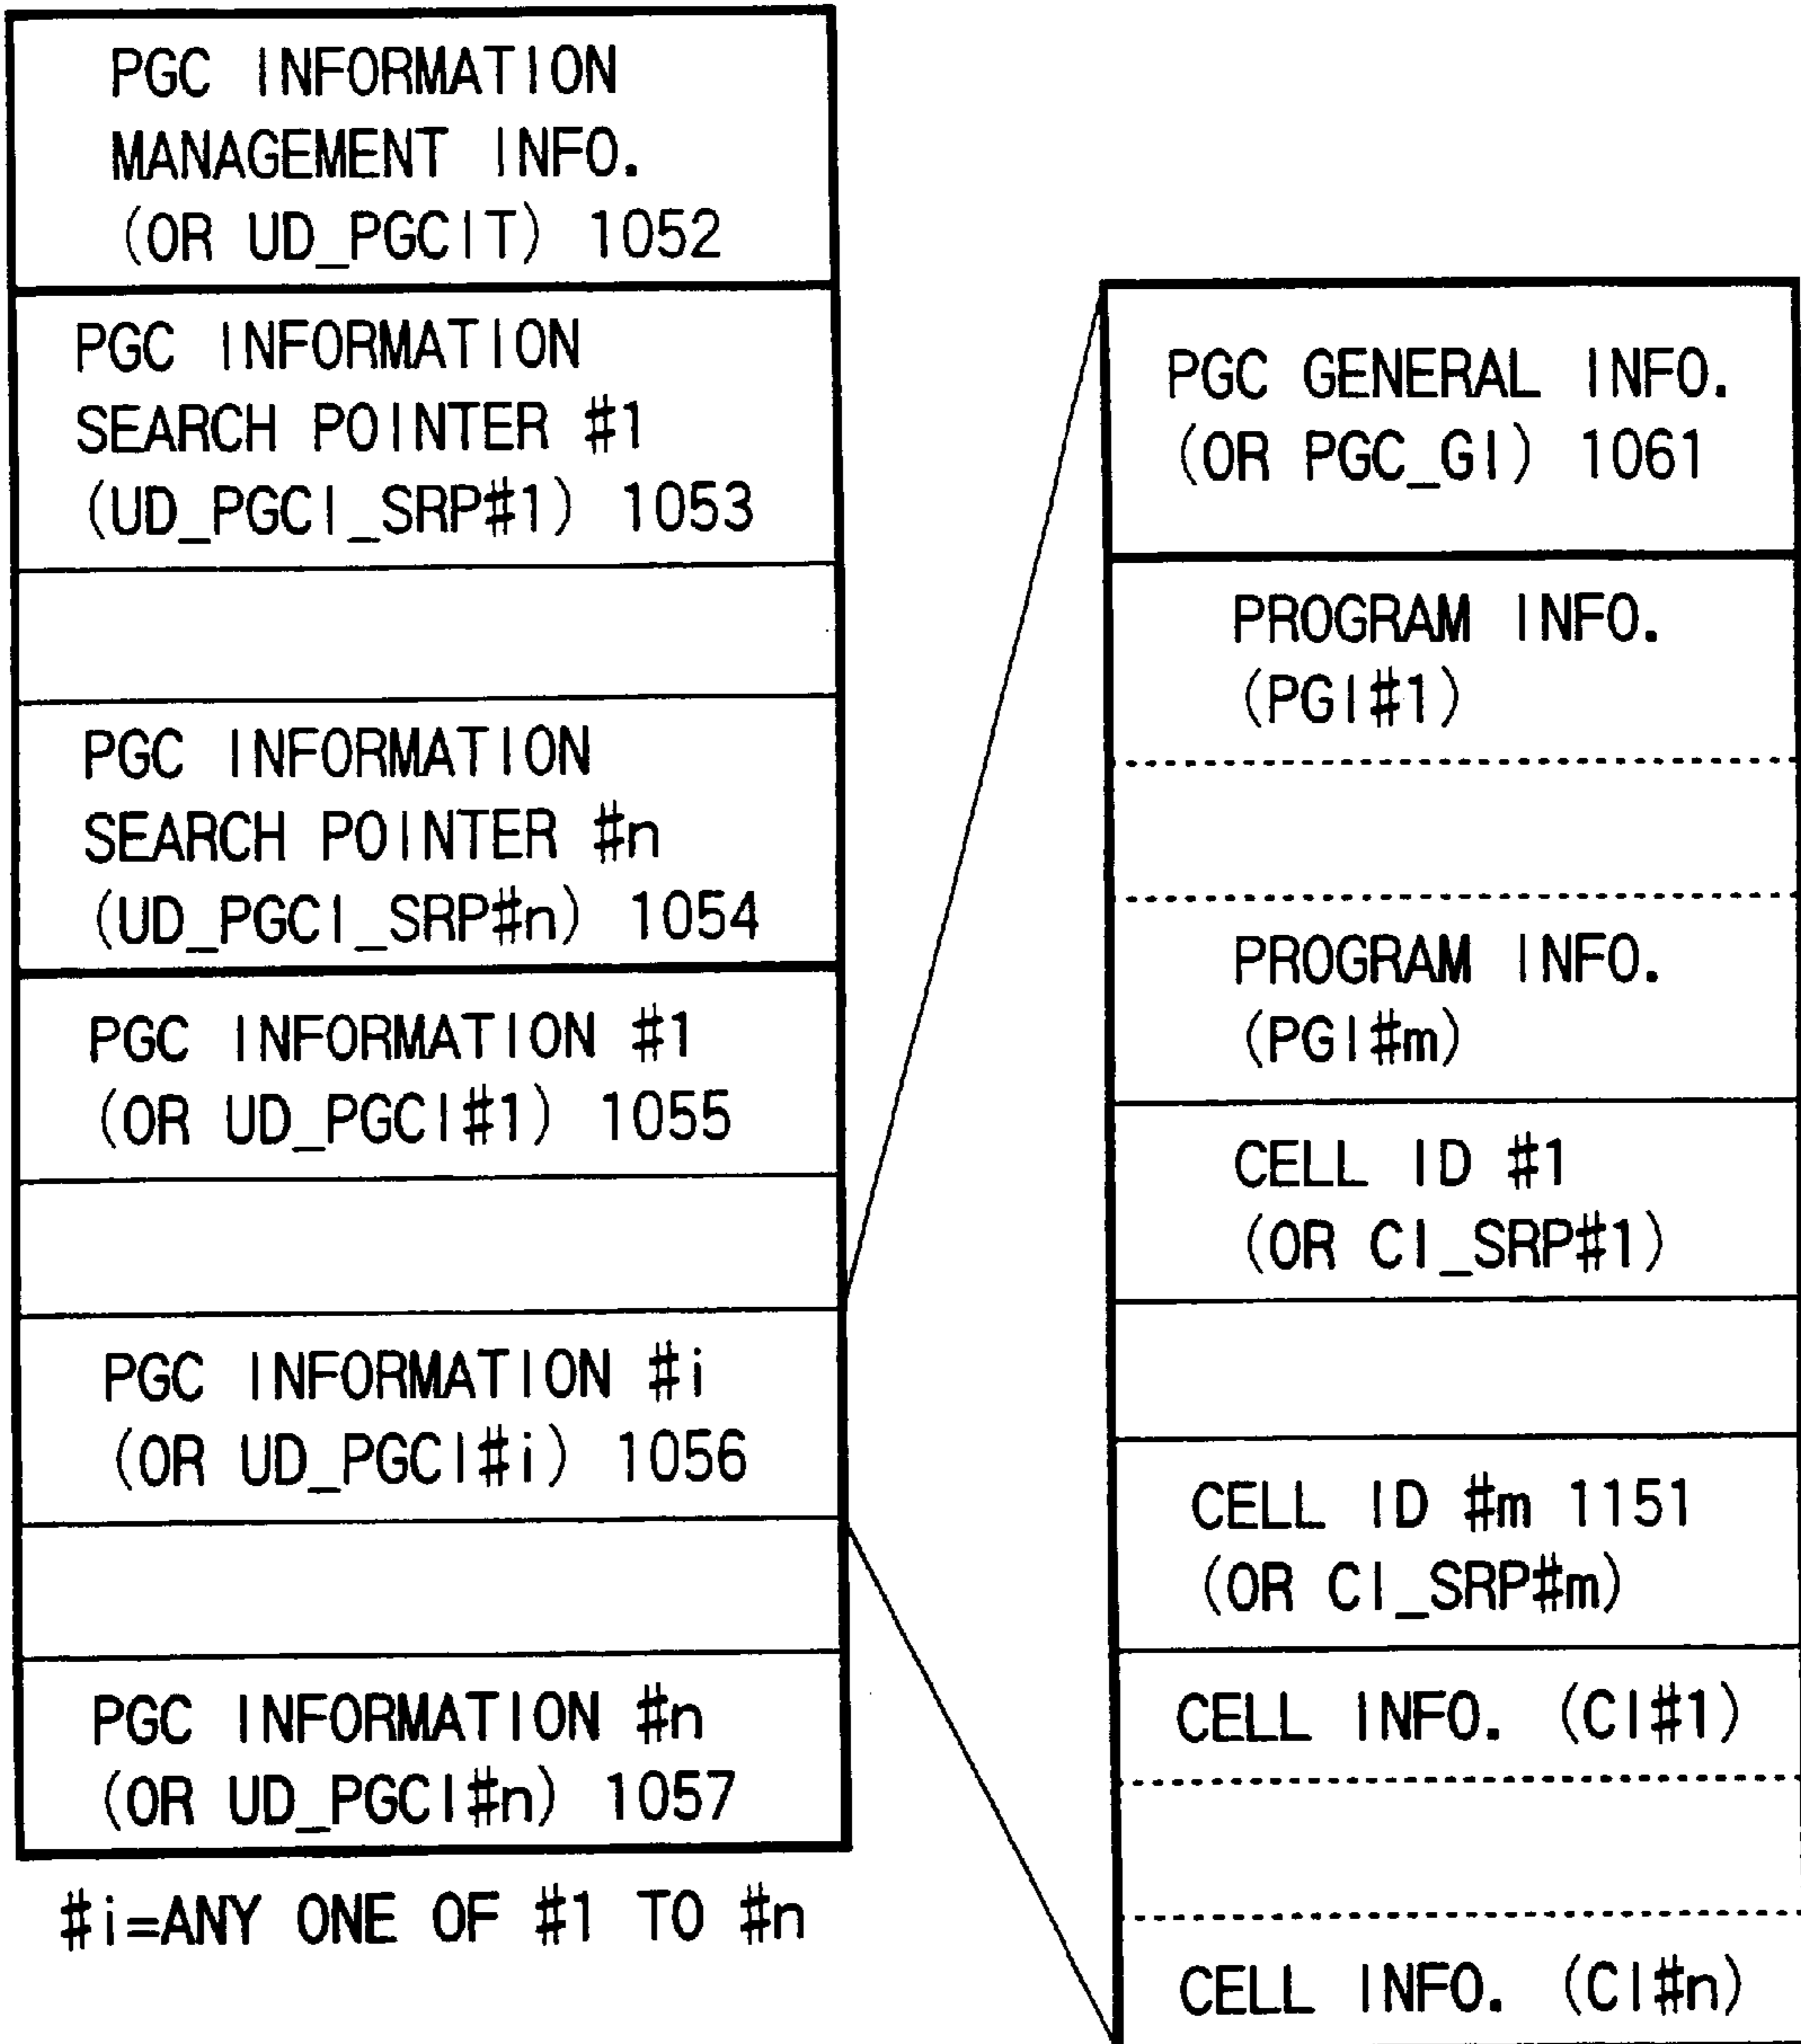 PGC INFORMATION
MANAGEMENT INFO.
(OR UD_PGCIT) 1052
PGC INFORMATION
SEARCH POINTER #1
(UD_PGCI_SRP#1) 1053
PGC INFORMATION
SEARCH POINTER #n
(UD_PGCI_SRP#n) 1054
PGC INFORMATION #1
(OR UD_PGCI#1) 1055
PGC INFORMATION #i
(OR UD_PGCI#i) 1056
PGC INFORMATION #n
(OR UD_PGCI#n) 1057
#i=ANY ONE OF #1 TO #n
PGC GENERAL INFO.
(OR PGC_GI) 1061
PROGRAM INFO.
(PGI#1)
PROGRAM INFO.
(PGI#m)
CELL ID #1
(OR CI_SRP#1)
CELL ID #m 1151
(OR CI_SRP#m)
CELL INFO. (CI#1)
CELL INFO. (CI#n)